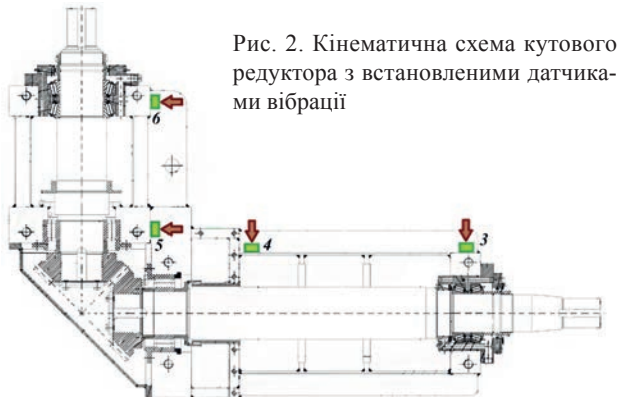 Рис. 2. Кінематична схема кутового
редуктора з встановленими датчика-
ми вібрації
6
5
4
3